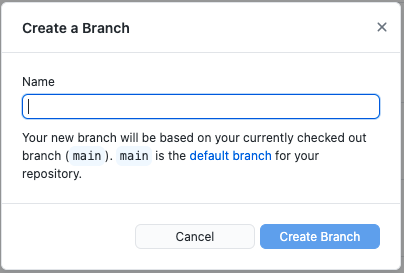 Create a Branch
Name
Your new branch will be based on your currently checked out
branch ( main ). main is the default branch for your
repository.
Cancel
Create Branch